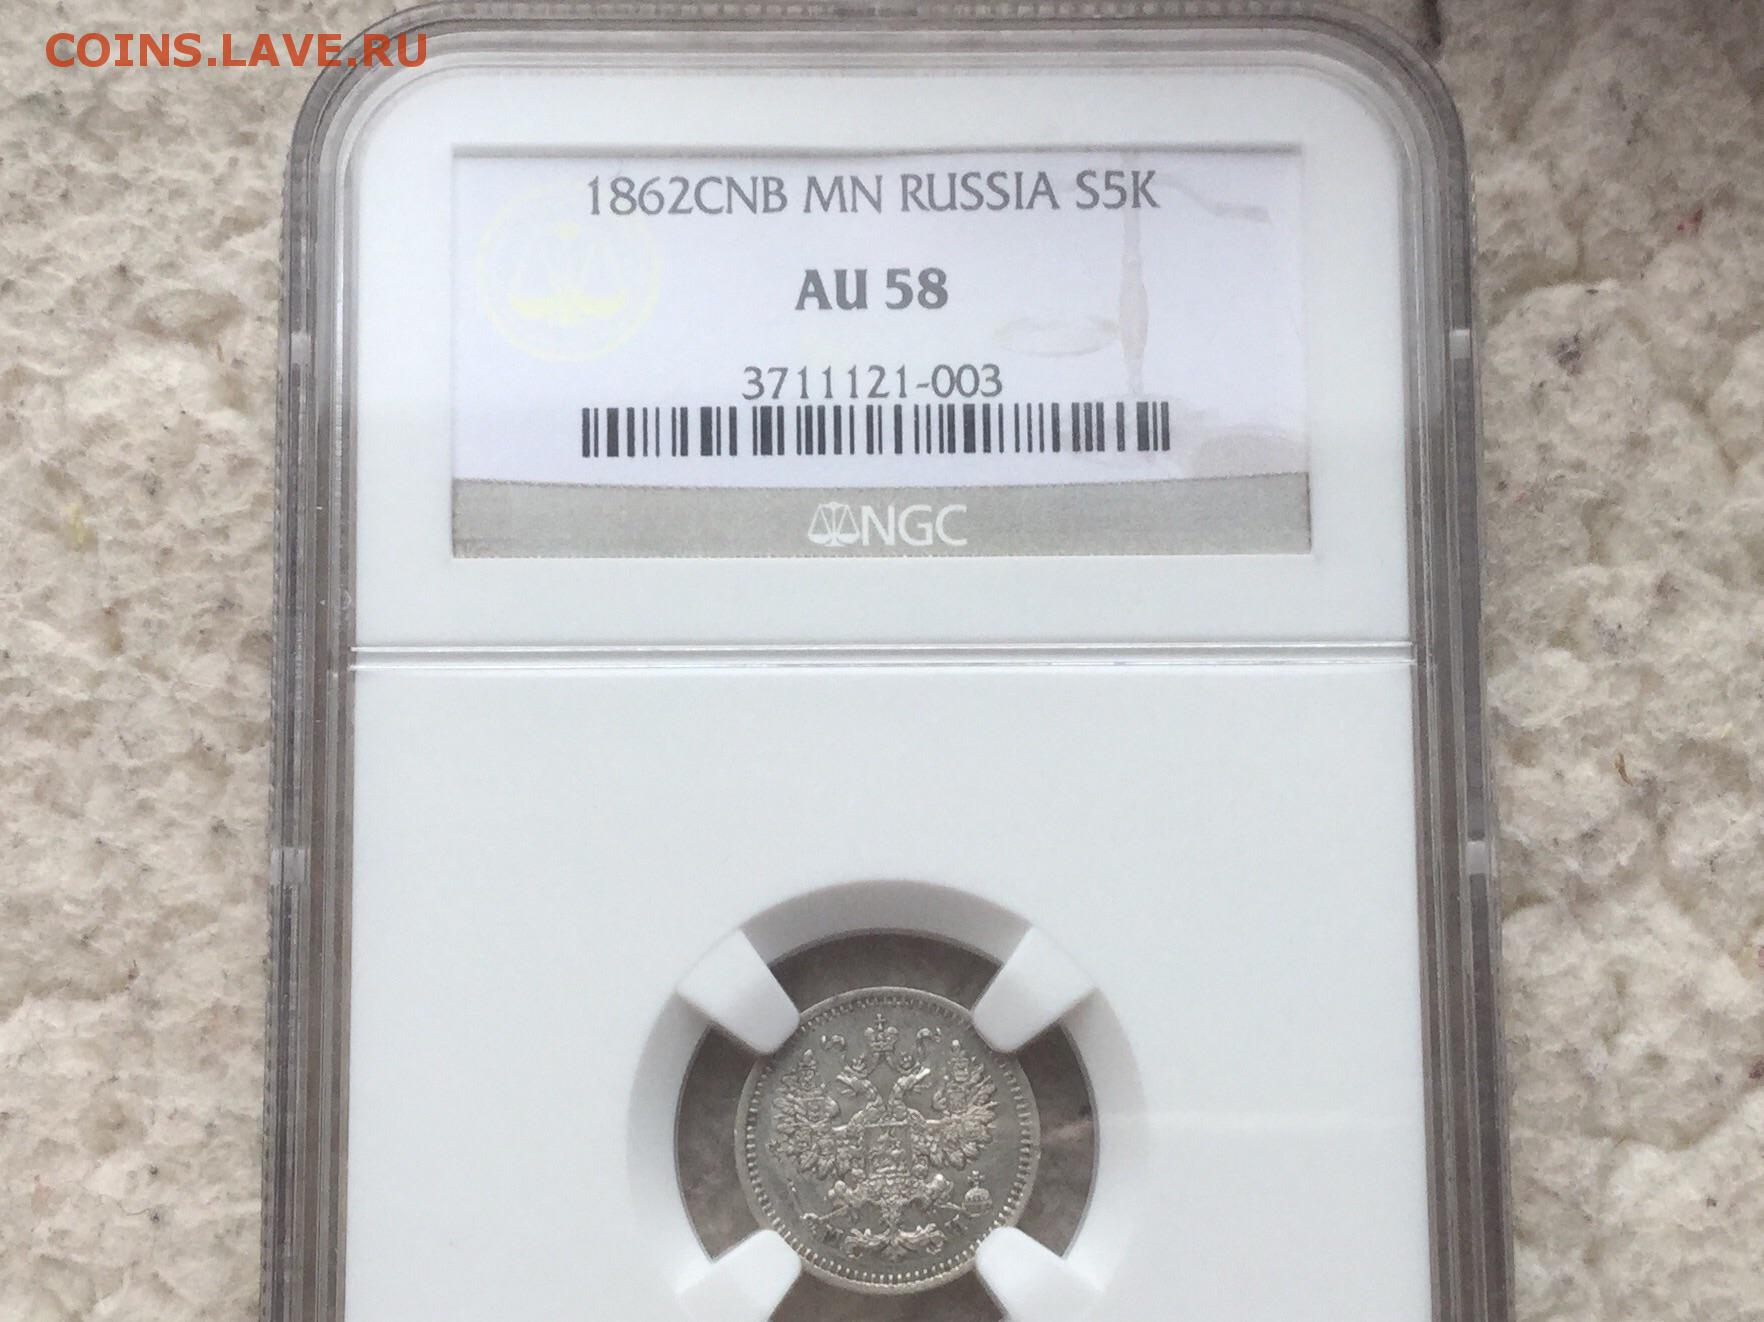 COINS.LAVE.RU
1862CNB MN RUSSIA S5K
AU 58
3711121-003
NGC